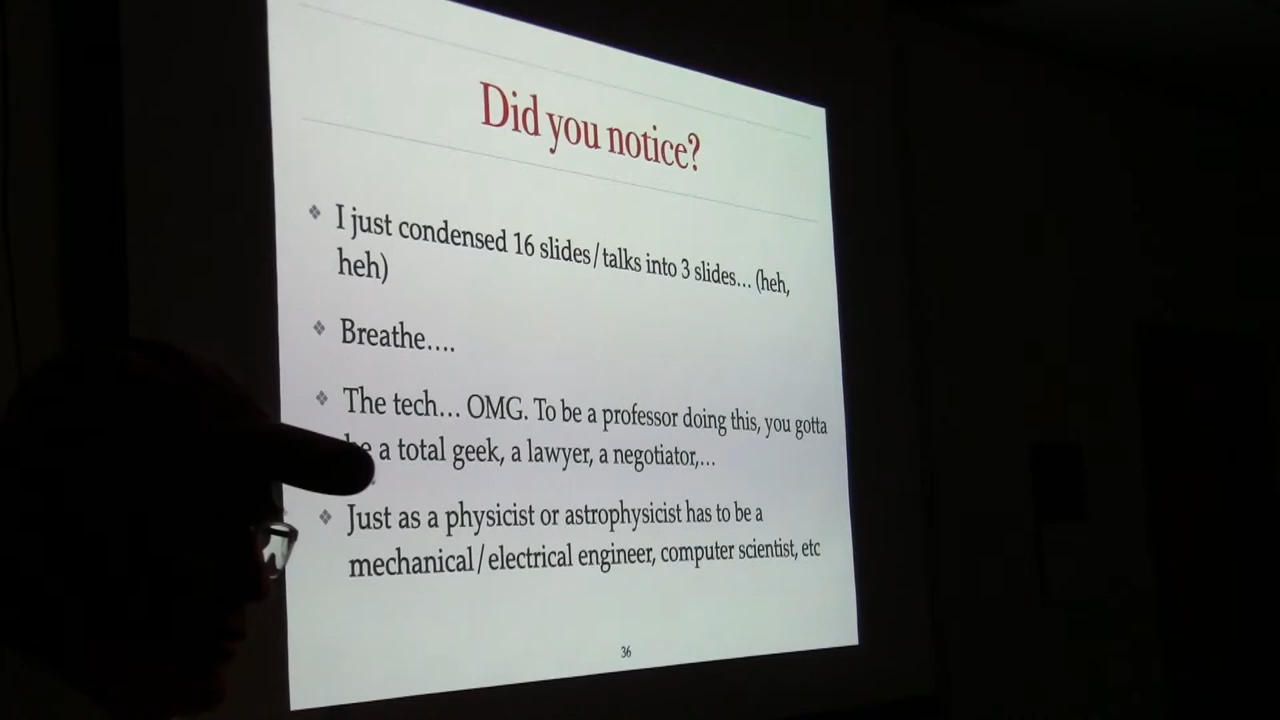 Did you notice?
❖ I just condensed 16 slides/talks into 3 slides… (heh,
heh)
❖ Breathe….
❖ The tech… OMG. To be a professor doing this, you gotta
be a total geek, a lawyer, a negotiator,…
❖ Just as a physicist or astrophysicist has to be a
mechanical/electrical engineer, computer scientist, etc
36